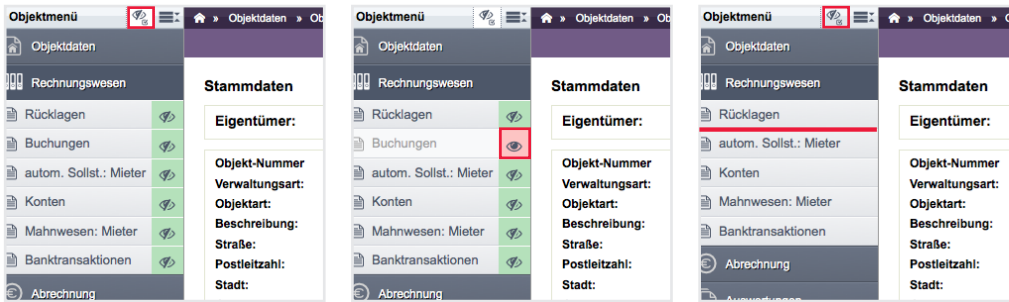 Objektmenü
» Objektdaten » Ob
Objektdaten
Rechnungswesen
Stammdaten
Rücklagen
Eigentümer:
Buchungen
autom. Sollst.: Mieter
Objekt-Nummer
Verwaltungsart:
Konten
Objektart:
Mahnwesen: Mieter
Beschreibung:
Straße:
Banktransaktionen
Postleitzahl:
Stadt:
Abrechnung
Objektmenü
» Objektdaten » Ob
Objektdaten
Rechnungswesen
Stammdaten
Rücklagen
Eigentümer:
Buchungen
autom. Sollst.: Mieter
Objekt-Nummer
Verwaltungsart:
Konten
Objektart:
Mahnwesen: Mieter
Beschreibung:
Straße:
Banktransaktionen
Postleitzahl:
Stadt:
Abrechnung
Objektmenü
» Objektdaten »
Objektdaten
Rechnungswesen
Stammdaten
Rücklagen
Eigentümer:
autom. Sollst.: Mieter
Objekt-Nummer
Verwaltungsart:
Konten
Objektart:
Mahnwesen: Mieter
Beschreibung:
Banktransaktionen
Straße:
Abrechnung
Postleitzahl:
Stadt:
Auswertungen